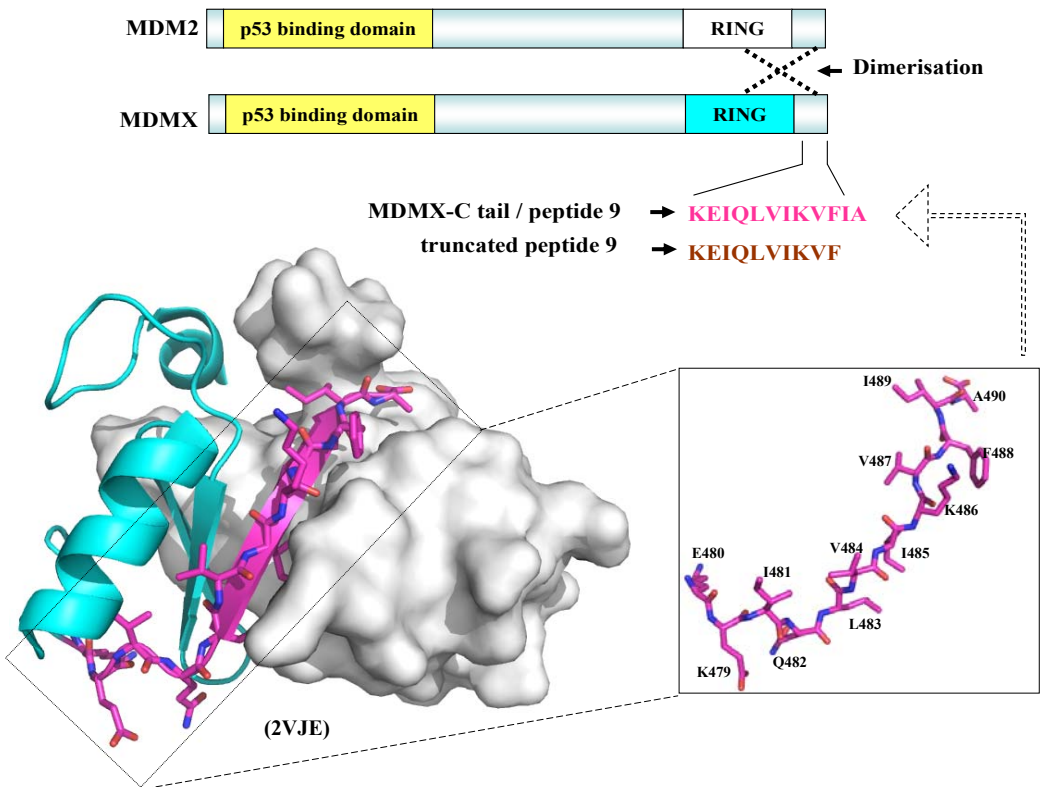 MDM2
p53 binding domain
RING
Dimerisation
MDMX
p53 binding domain
RING
MDMX-C tail / peptide 9
KEIQLVIKVFIA
truncated peptide 9
KEIQLVIKVF
I489
A490
F488
V487
K486
V484
I485
E480
I481
L483
Q482
K479
(2VJE)